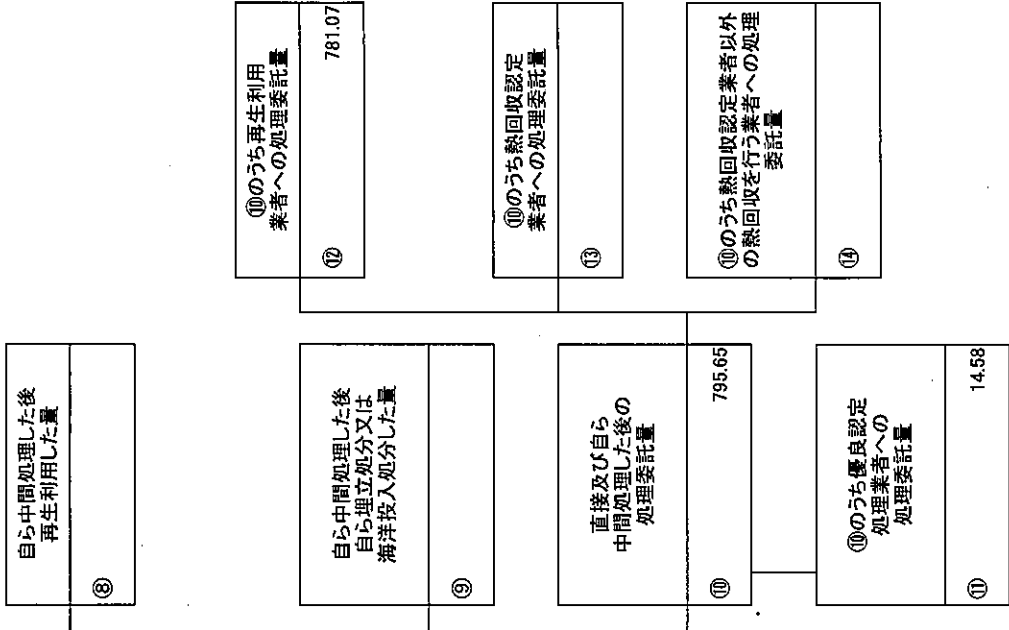 自ら中間処理した後
再生利用した量
⑧
自ら中間処理した後
自ら埋立処分又は
海洋投入処分した量
⑨
直接及び自ら
中間処理した後の
処理委託量
⑩
795.65
⑩のうち優良認定
処理業者への
処理委託量
⑪
14.58
⑩のうち再生利用
業者への処理委託量
⑫
781.07
⑩のうち熱回収認定
業者への処理委託量
⑬
⑩のうち熱回収認定業者以外
の熱回収を行う業者への処理
委託量
⑭